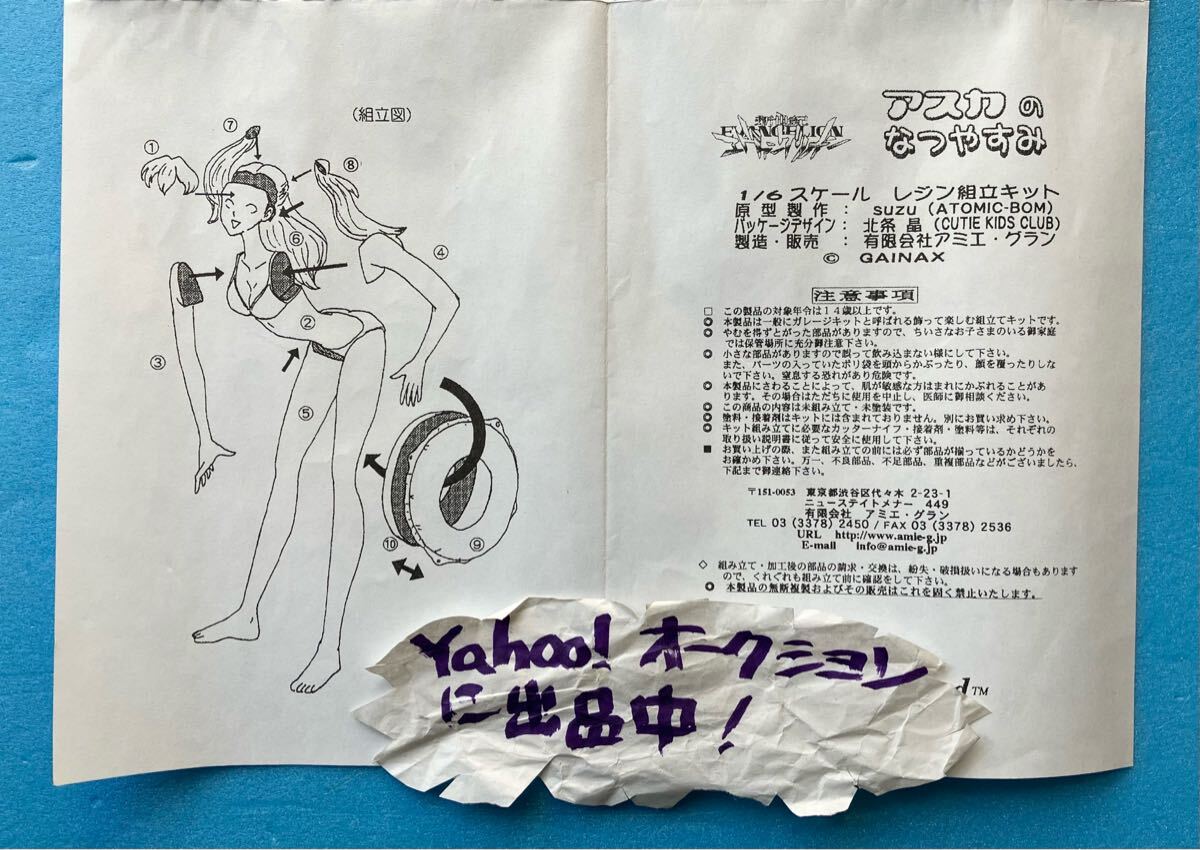 (組立図)
⑦
①
⑧
⑥
④
②
③
⑤
⑩
⑨
EVANGELION
アスカの
なつやすみ
1/6 スケール レジン組立キット
原型製作 : suzu (ATOMIC-BOM)
パッケージデザイン : 北条 晶 (CUTIE KIDS CLUB)
製造・販売 : 有限会社アミエ・グラン
© GAINAX
注意事項
□ この製品の対象年令は14歳以上です。
◎ 本製品は一般にガレージキットと呼ばれる飾って楽しむ組立てキットです。
◎ やむを得ずとがった部品がありますので、ちいさなお子さまのいる御家庭
では保管場所に充分御注意下さい。
◎ 小さな部品がありますので誤って飲み込まない様にして下さい。
また、パーツの入っていたポリ袋を頭からかぶったり、顔を覆ったりしな
いで下さい。窒息する恐れがあり危険です。
◎ 本製品にさわることによって、肌が敏感な方はまれにかぶれることがあ
ります。その場合はただちに使用を中止し、医師に御相談ください。
◎ この商品の内容は未組み立て・未塗装です。
◎ 塗料・接着剤はキットには含まれておりません。別にお買い求め下さい。
◎ キット組み立てに必要なカッターナイフ・接着剤・塗料等は、それぞれの
取り扱い説明書に従って安全に使用して下さい。
■ お買い上げの際、また組み立ての前には必ず部品が揃っているかどうかを
お確かめ下さい。万一、不良部品、不足部品、重複部品などがございましたら、
下記まで御連絡下さい。
〒151-0053 東京都渋谷区代々木 2-23-1
ニューステイトメナー 449
有限会社 アミエ・グラン
TEL 03 (3378) 2450 / FAX 03 (3378) 2536
URL http://www.amie-g.jp
E-mail info@amie-g.jp
◇ 組み立て・加工後の部品の請求・交換は、紛失・破損扱いになる場合もあります
ので、くれぐれも組み立て前に確認をして下さい。
◎ 本製品の無断複製およびその販売はこれを固く禁止いたします。
d™
Yahoo! オークション
に出品中!